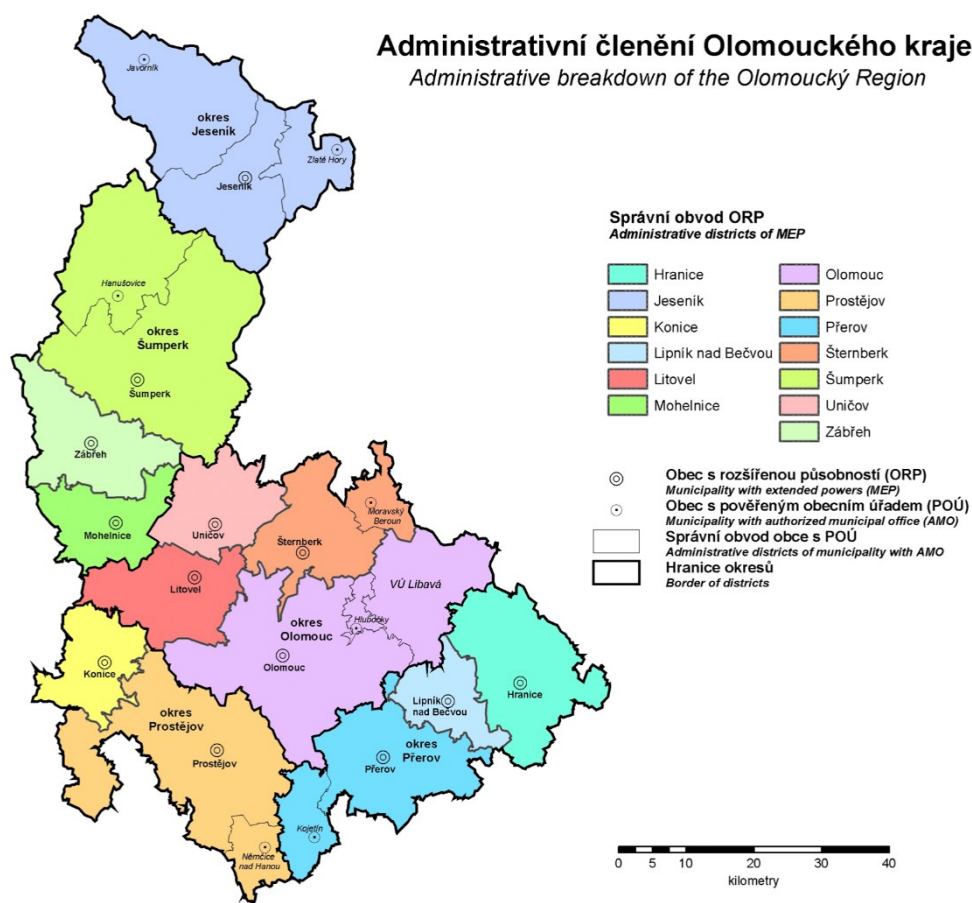 Administrativní členění Olomouckého kraje
Administrative breakdown of the Olomoucký Region
Javorník
okres
Jeseník
Zlaté Hory
Jeseník
Hanušovice
okres
Šumperk
Šumperk
Zábřeh
Mohelnice
Uničov
Moravský
Beroun
Šternberk
Litovel
VÚ Libavá
okres
Olomouc
Hlubočky
Olomouc
Konice
Lipník
nad Bečvou
Hranice
okres
Prostějov
Prostějov
okres
Přerov
Přerov
Kojetín
Němčice
nad Hanou
Správní obvod ORP
Administrative districts of MEP
Hranice
Jeseník
Konice
Lipník nad Bečvou
Litovel
Mohelnice
Olomouc
Prostějov
Přerov
Šternberk
Šumperk
Uničov
Zábřeh
Obec s rozšířenou působností (ORP)
Municipality with extended powers (MEP)
Obec s pověřeným obecním úřadem (POÚ)
Municipality with authorized municipal office (AMO)
Správní obvod obce s POÚ
Administrative districts of municipality with AMO
Hranice okresů
Border of districts
0 5 10 20 30 40
kilometry